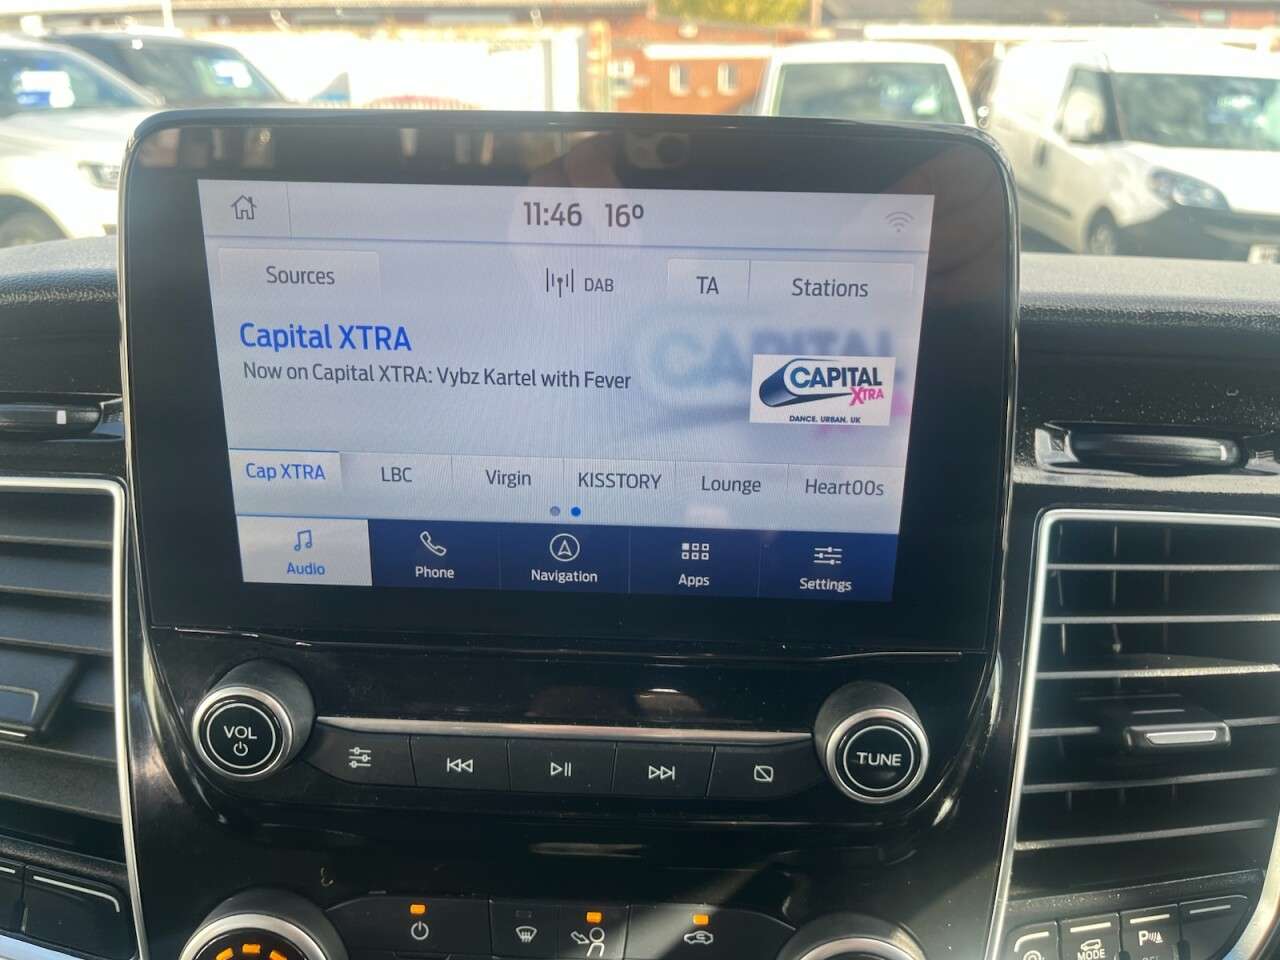 11:46 16°
Sources
DAB
TA
Stations
Capital XTRA
Now on Capital XTRA: Vybz Kartel with Fever
CAPITAL
XTRA
DANCE. URBAN. UK
Cap XTRA
LBC
Virgin
KISSTORY
Lounge
Heart00s
Audio
Phone
Navigation
Apps
Settings
VOL
TUNE
MODE